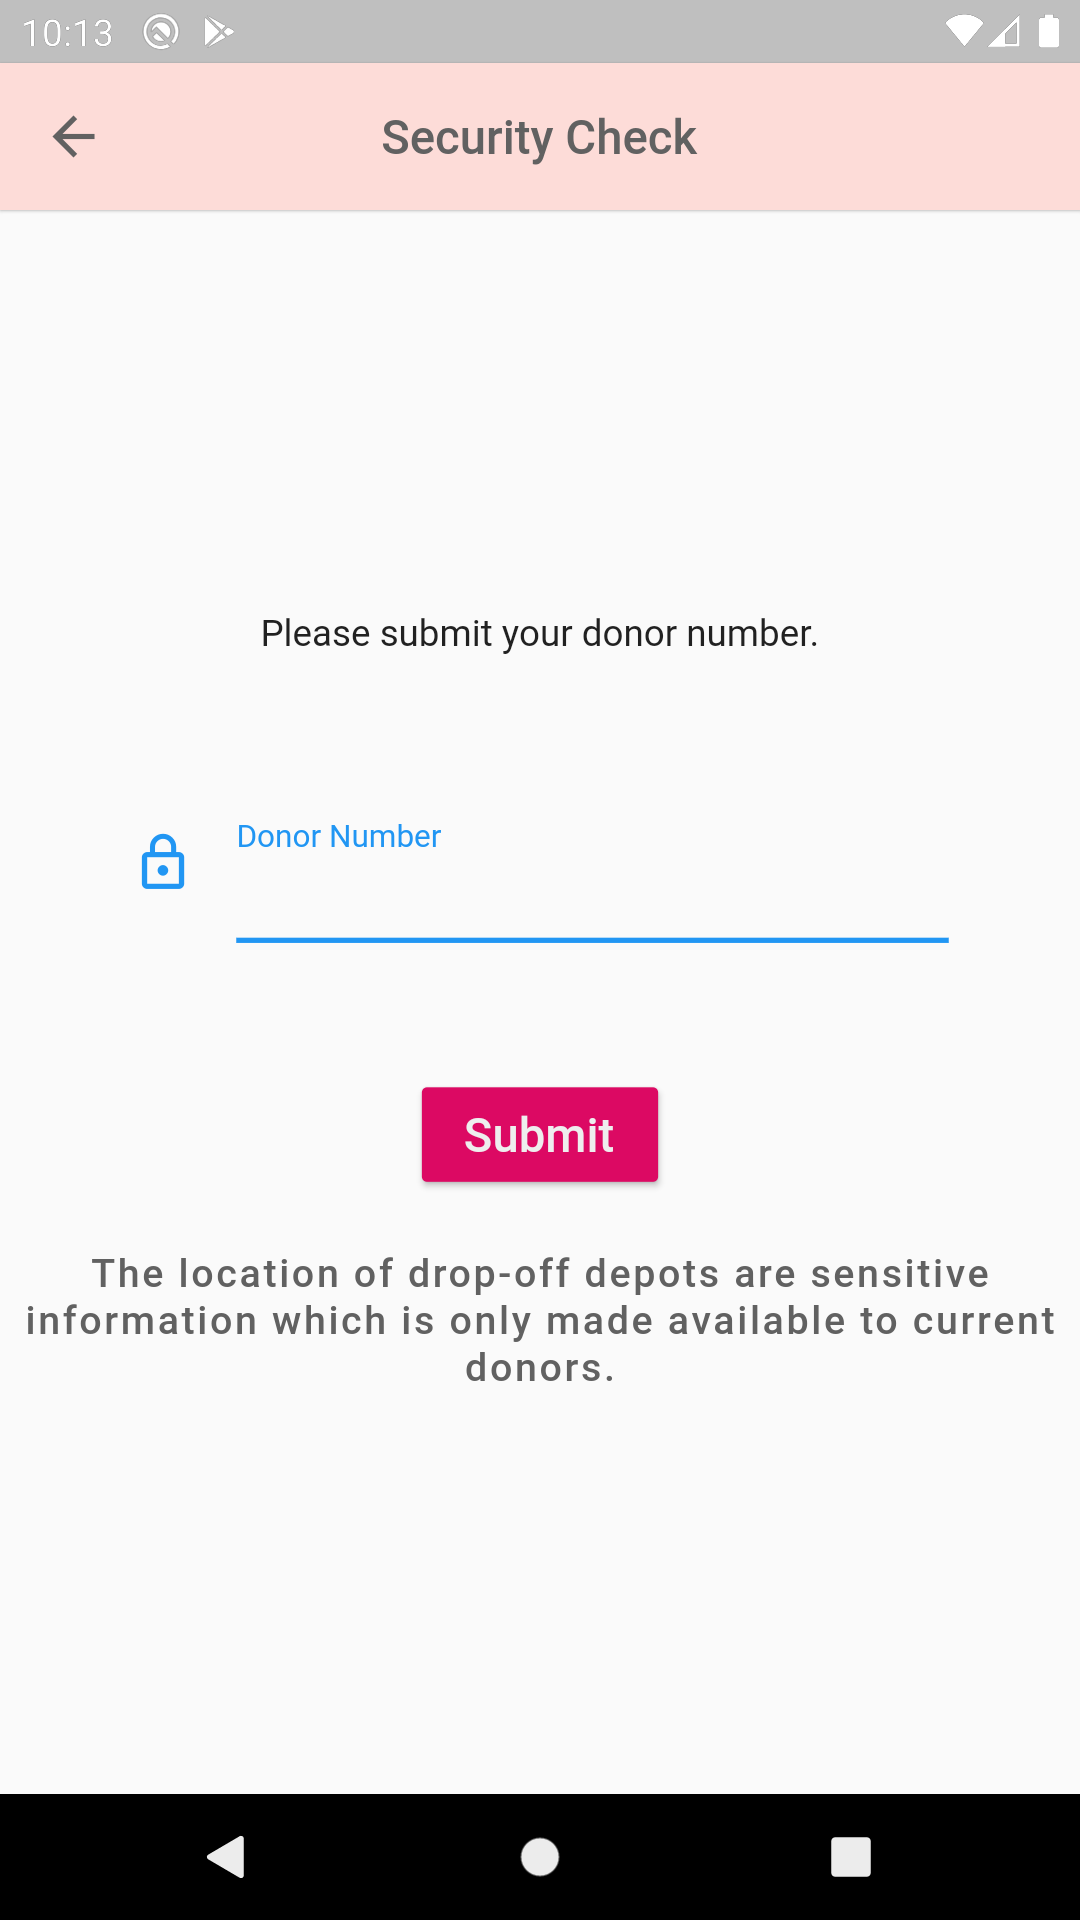 10:13
Security Check
Please submit your donor number.
Donor Number
Submit
The location of drop-off depots are sensitive
information which is only made available to current
donors.